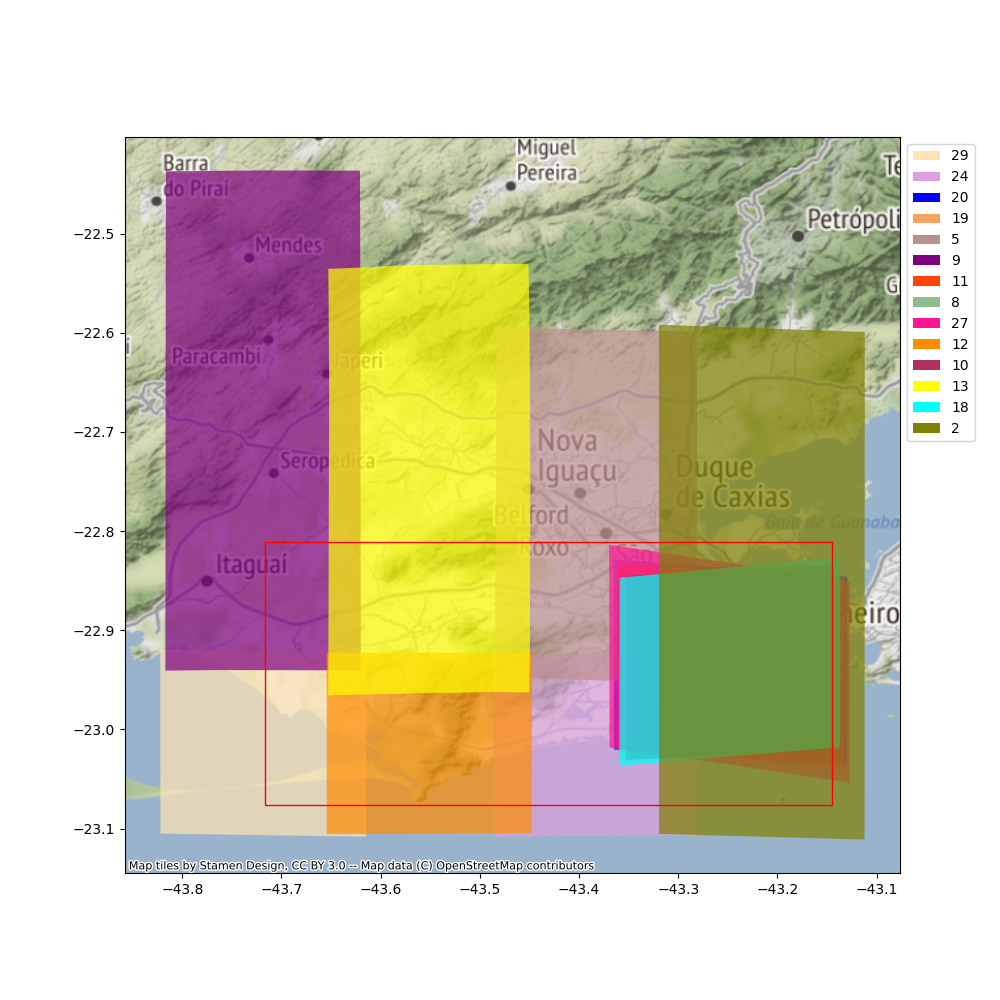 Barra
do Pirai
Miguel
Pereira
Te
Petrópoli
Mendes
G
i
Paracambi
Japeri
Seropédica
Nova
Iguaçu
Duque
de Caxias
Belford
Roxo
Baia de Guanaba
São
Itaguaí
neiro
−22.5
−22.6
−22.7
−22.8
−22.9
−23.0
−23.1
Map tiles by Stamen Design, CC BY 3.0 -- Map data (C) OpenStreetMap contributors
−43.8 −43.7 −43.6 −43.5 −43.4 −43.3 −43.2 −43.1
29
24
20
19
5
9
11
8
27
12
10
13
18
2